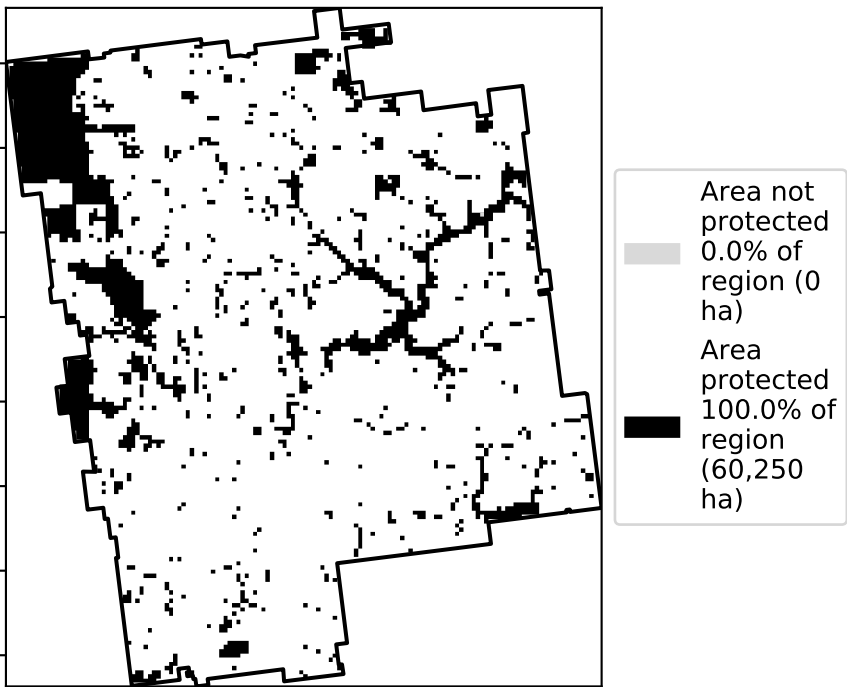 Area not
protected
0.0% of
region (0
ha)
Area
protected
100.0% of
region
(60,250
ha)